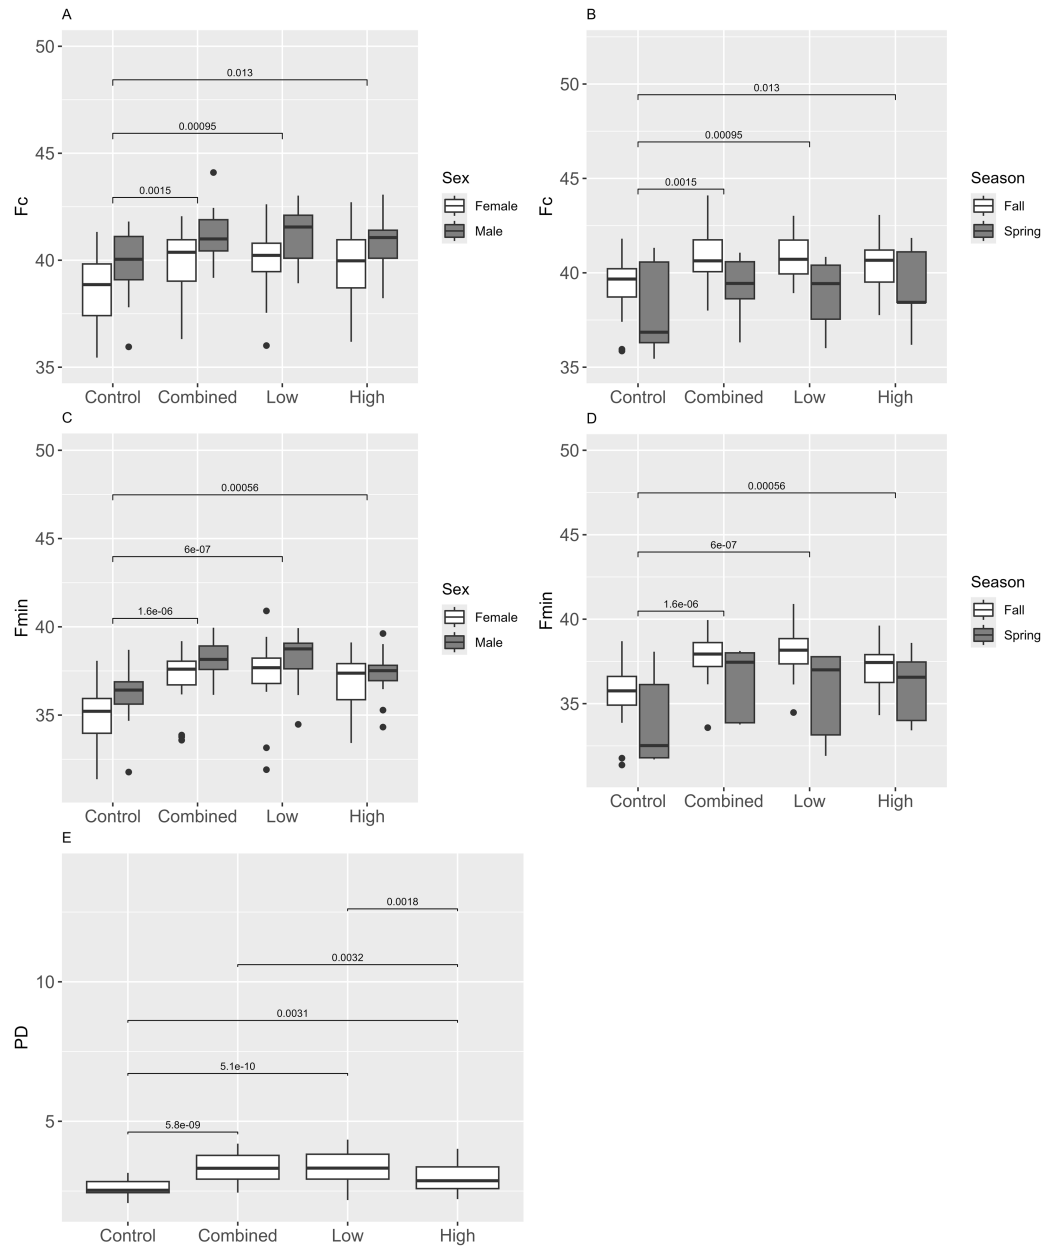 A
50
45
40
35
Fc
0.013
0.00095
0.0015
Control Combined Low High
Sex
Female
Male
B
50
45
40
35
Fc
0.013
0.00095
0.0015
Control Combined Low High
Season
Fall
Spring
C
50
45
40
35
Fmin
0.00056
6e-07
1.6e-06
Control Combined Low High
Sex
Female
Male
D
50
45
40
35
Fmin
0.00056
6e-07
1.6e-06
Control Combined Low High
Season
Fall
Spring
E
10
5
PD
0.0018
0.0032
0.0031
5.1e-10
5.8e-09
Control Combined Low High